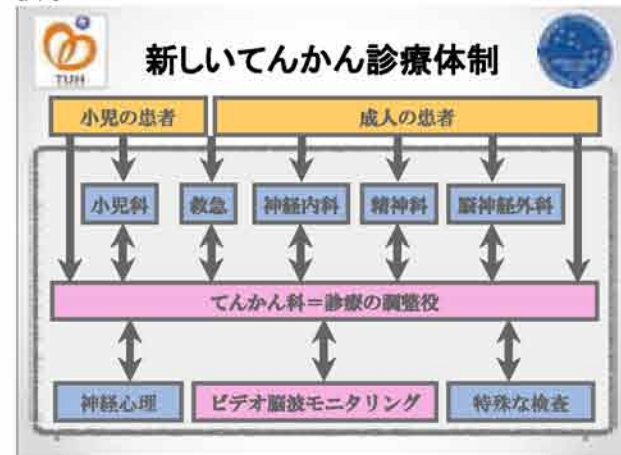 TUH
新しいてんかん診療体制
小児の患者 成人の患者
小児科 救急 神経内科 精神科 脳神経外科
てんかん科＝診療の調整役
神経心理 ビデオ脳波モニタリング 特殊な検査